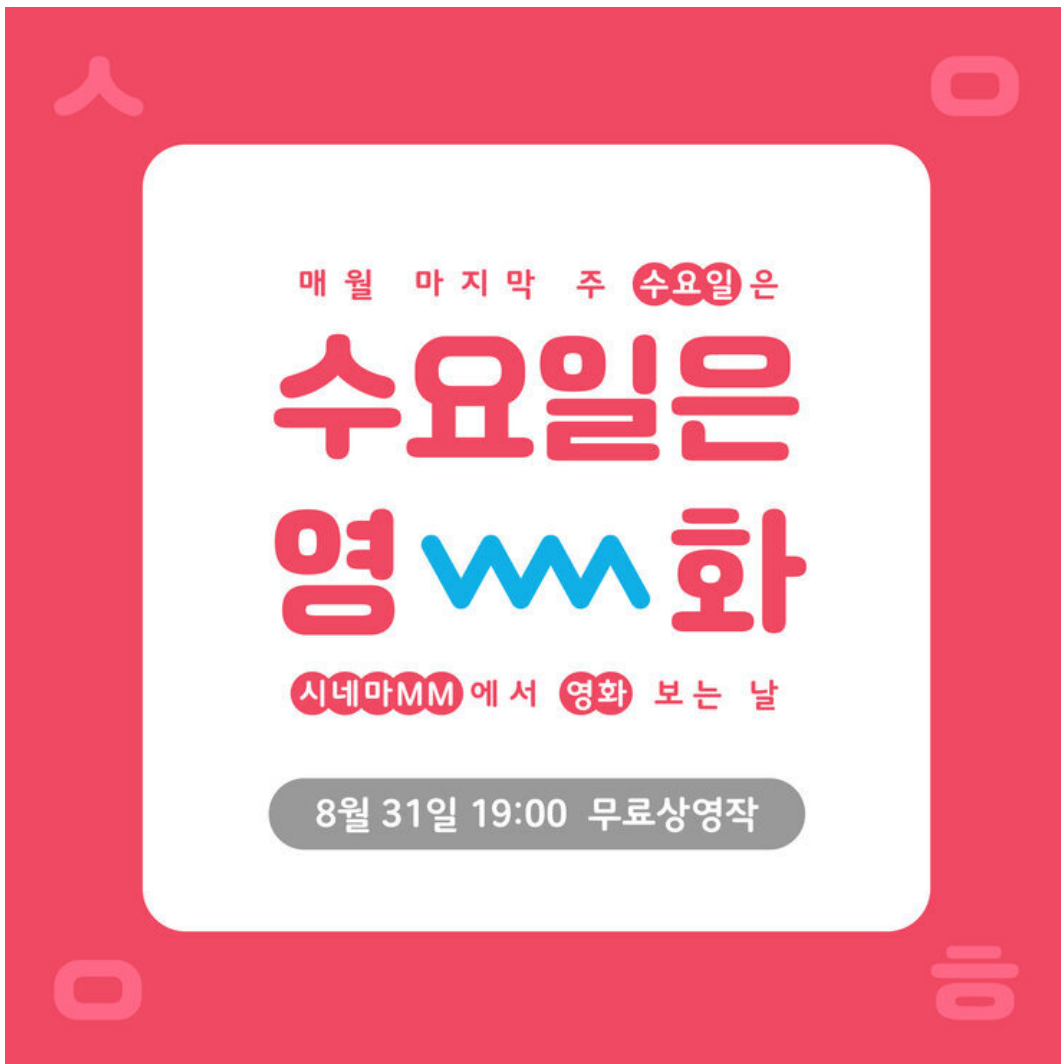 ㅅ ㅇ
매월 마지막 주 수요일은
수요일은
영화
시네마MM에서 영화 보는 날
8월 31일 19:00 무료상영작
ㅇ ㅎ